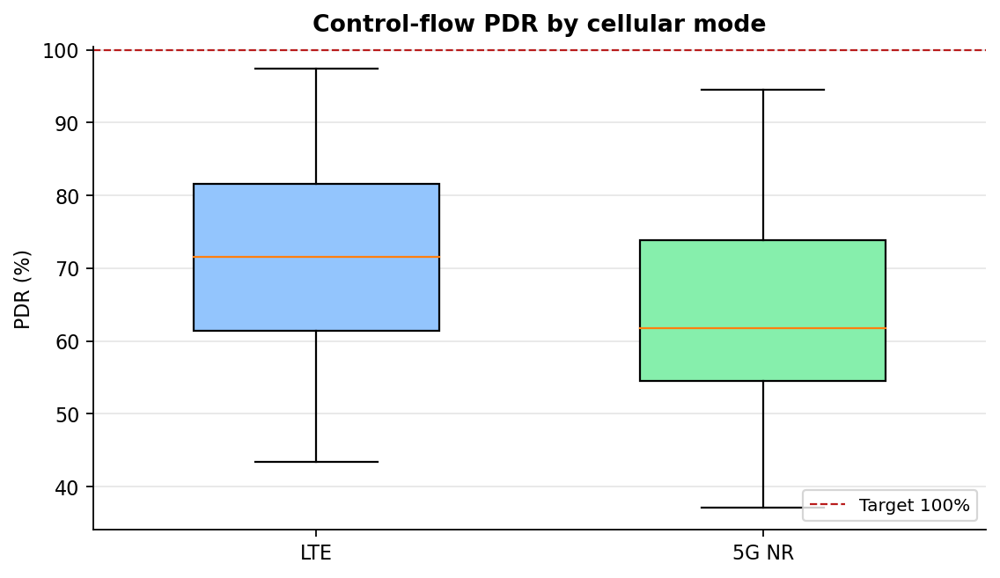 Control-flow PDR by cellular mode
100
90
80
70
60
50
40
PDR (%)
LTE
5G NR
Target 100%